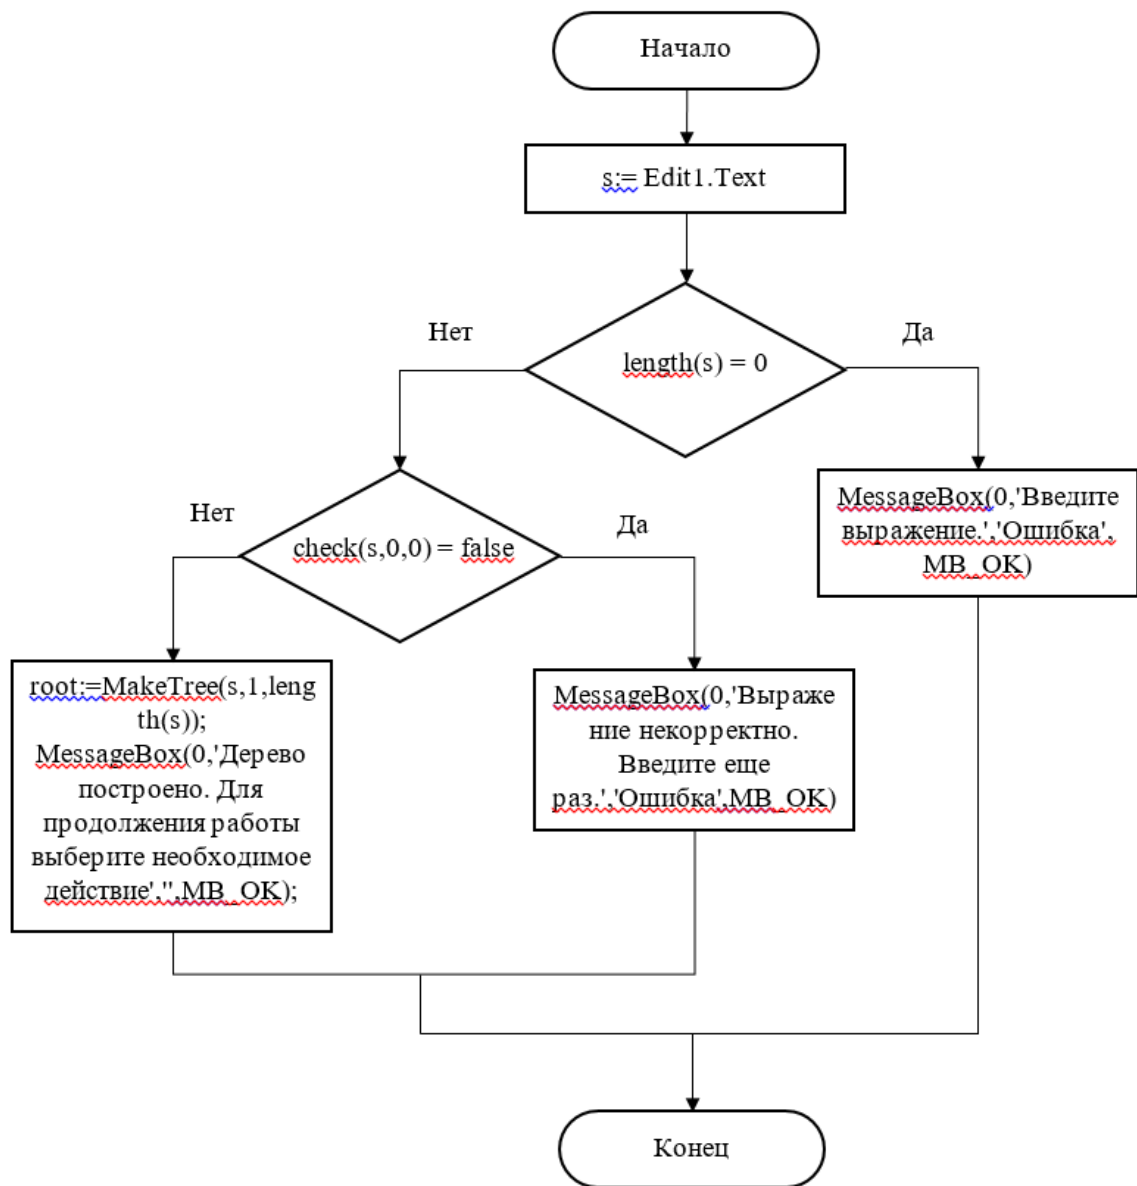 Начало
s:= Edit1.Text
Нет
Да
length(s) = 0
Нет
Да
check(s,0,0) = false
MessageBox(0,'Введите
выражение.','Ошибка',
MB_OK)
root:=MakeTree(s,1,leng
th(s));
MessageBox(0,'Дерево
построено. Для
продолжения работы
выберите необходимое
действие','',MB_OK);
MessageBox(0,'Выраже
ние некорректно.
Введите еще
раз.','Ошибка',MB_OK)
Конец